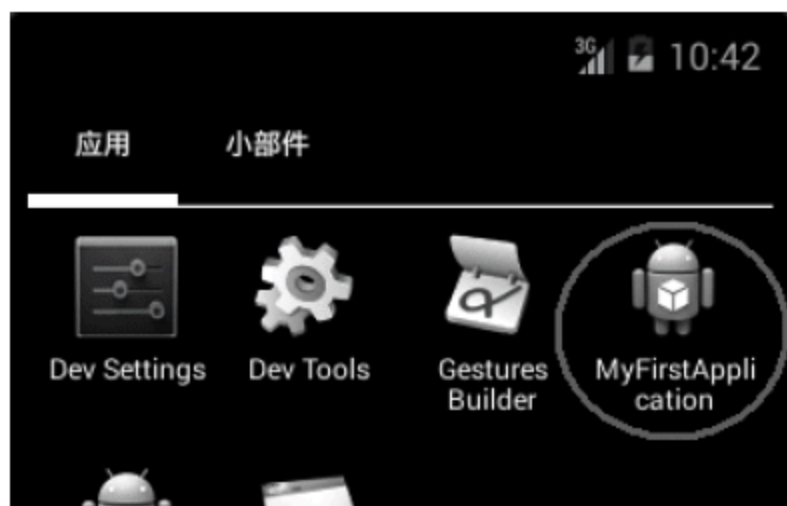 3G 10:42
应用 小部件
Dev Settings Dev Tools Gestures Builder MyFirstAppli
cation